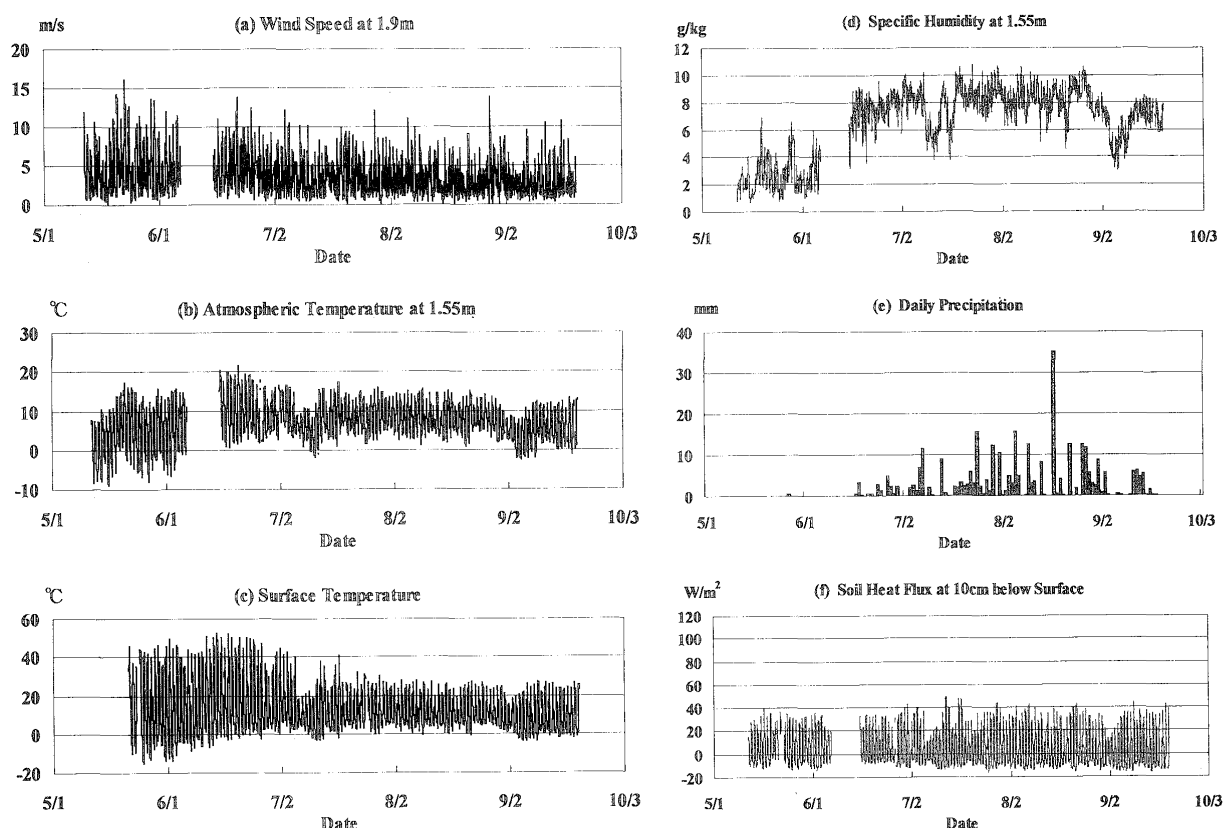 m/s
(a) Wind Speed at 1.9m
20
15
10
5
0
5/1 6/1 7/2 8/2 9/2 10/3
Date
℃
(b) Atmospheric Temperature at 1.55m
30
20
10
0
-10
5/1 6/1 7/2 8/2 9/2 10/3
Date
℃
(c) Surface Temperature
60
40
20
0
-20
5/1 6/1 7/2 8/2 9/2 10/3
Date
(d) Specific Humidity at 1.55m
g/kg
12
10
8
6
4
2
0
5/1 6/1 7/2 8/2 9/2 10/3
Date
mm
(e) Daily Precipitation
40
30
20
10
0
5/1 6/1 7/2 8/2 9/2 10/3
Date
W/m²
(f) Soil Heat Flux at 10cm below Surface
120
100
80
60
40
20
0
-20
5/1 6/1 7/2 8/2 9/2 10/3
Date